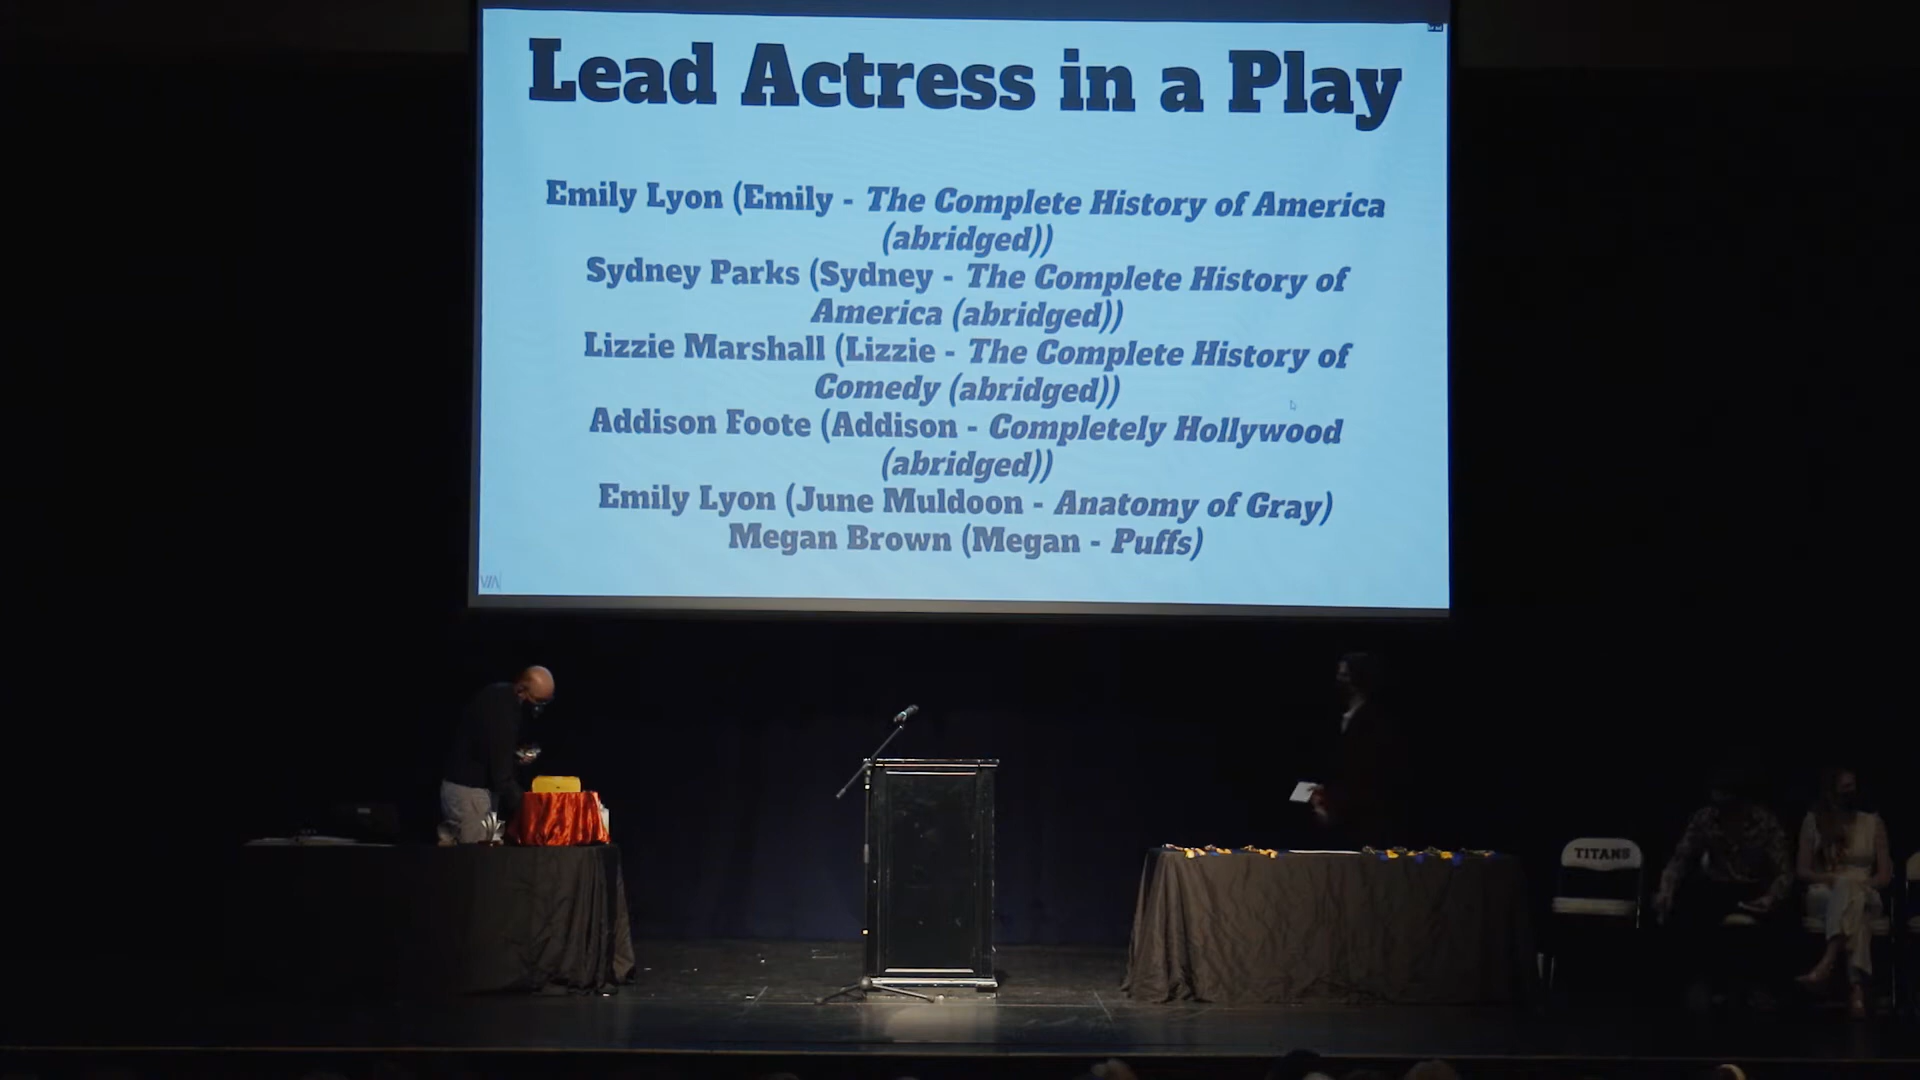 Lead Actress in a Play
Emily Lyon (Emily - The Complete History of America
(abridged))
Sydney Parks (Sydney - The Complete History of
America (abridged))
Lizzie Marshall (Lizzie - The Complete History of
Comedy (abridged))
Addison Foote (Addison - Completely Hollywood
(abridged))
Emily Lyon (June Muldoon - Anatomy of Gray)
Megan Brown (Megan - Puffs)
TITANS